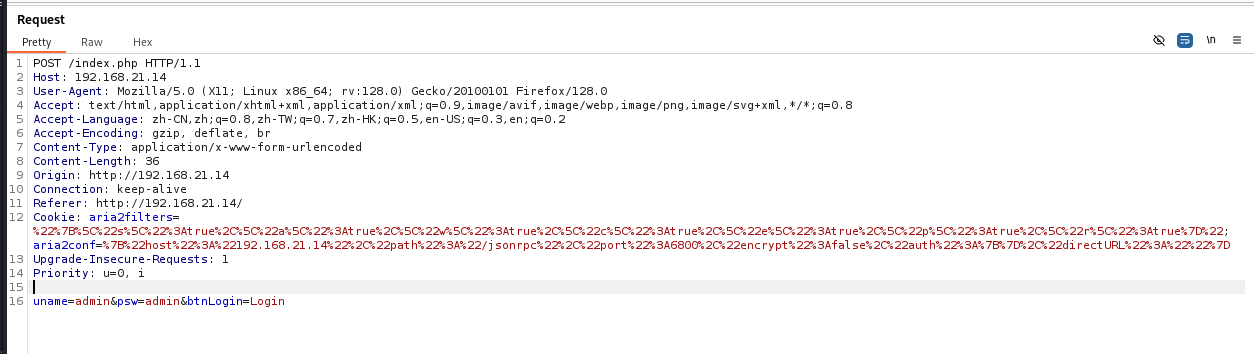 Request
Pretty Raw Hex
\n
1 POST /index.php HTTP/1.1
2 Host: 192.168.21.14
3 User-Agent: Mozilla/5.0 (X11; Linux x86_64; rv:128.0) Gecko/20100101 Firefox/128.0
4 Accept: text/html,application/xhtml+xml,application/xml;q=0.9,image/avif,image/webp,image/png,image/svg+xml,*/*;q=0.8
5 Accept-Language: zh-CN,zh;q=0.8,zh-TW;q=0.7,zh-HK;q=0.5,en-US;q=0.3,en;q=0.2
6 Accept-Encoding: gzip, deflate, br
7 Content-Type: application/x-www-form-urlencoded
8 Content-Length: 36
9 Origin: http://192.168.21.14
10 Connection: keep-alive
11 Referer: http://192.168.21.14/
12 Cookie: aria2filters=
%22%7B%5C%22s%5C%22%3Atrue%2C%5C%22a%5C%22%3Atrue%2C%5C%22w%5C%22%3Atrue%2C%5C%22c%5C%22%3Atrue%2C%5C%22e%5C%22%3Atrue%2C%5C%22p%5C%22%3Atrue%2C%5C%22r%5C%22%3Atrue%7D%22;
aria2conf=%7B%22host%22%3A%22192.168.21.14%22%2C%22path%22%3A%22/jsonrpc%22%2C%22port%22%3A6800%2C%22encrypt%22%3Afalse%2C%22auth%22%3A%7B%7D%2C%22directURL%22%3A%22%22%7D
13 Upgrade-Insecure-Requests: 1
14 Priority: u=0, i
15
16 uname=admin&psw=admin&btnLogin=Login